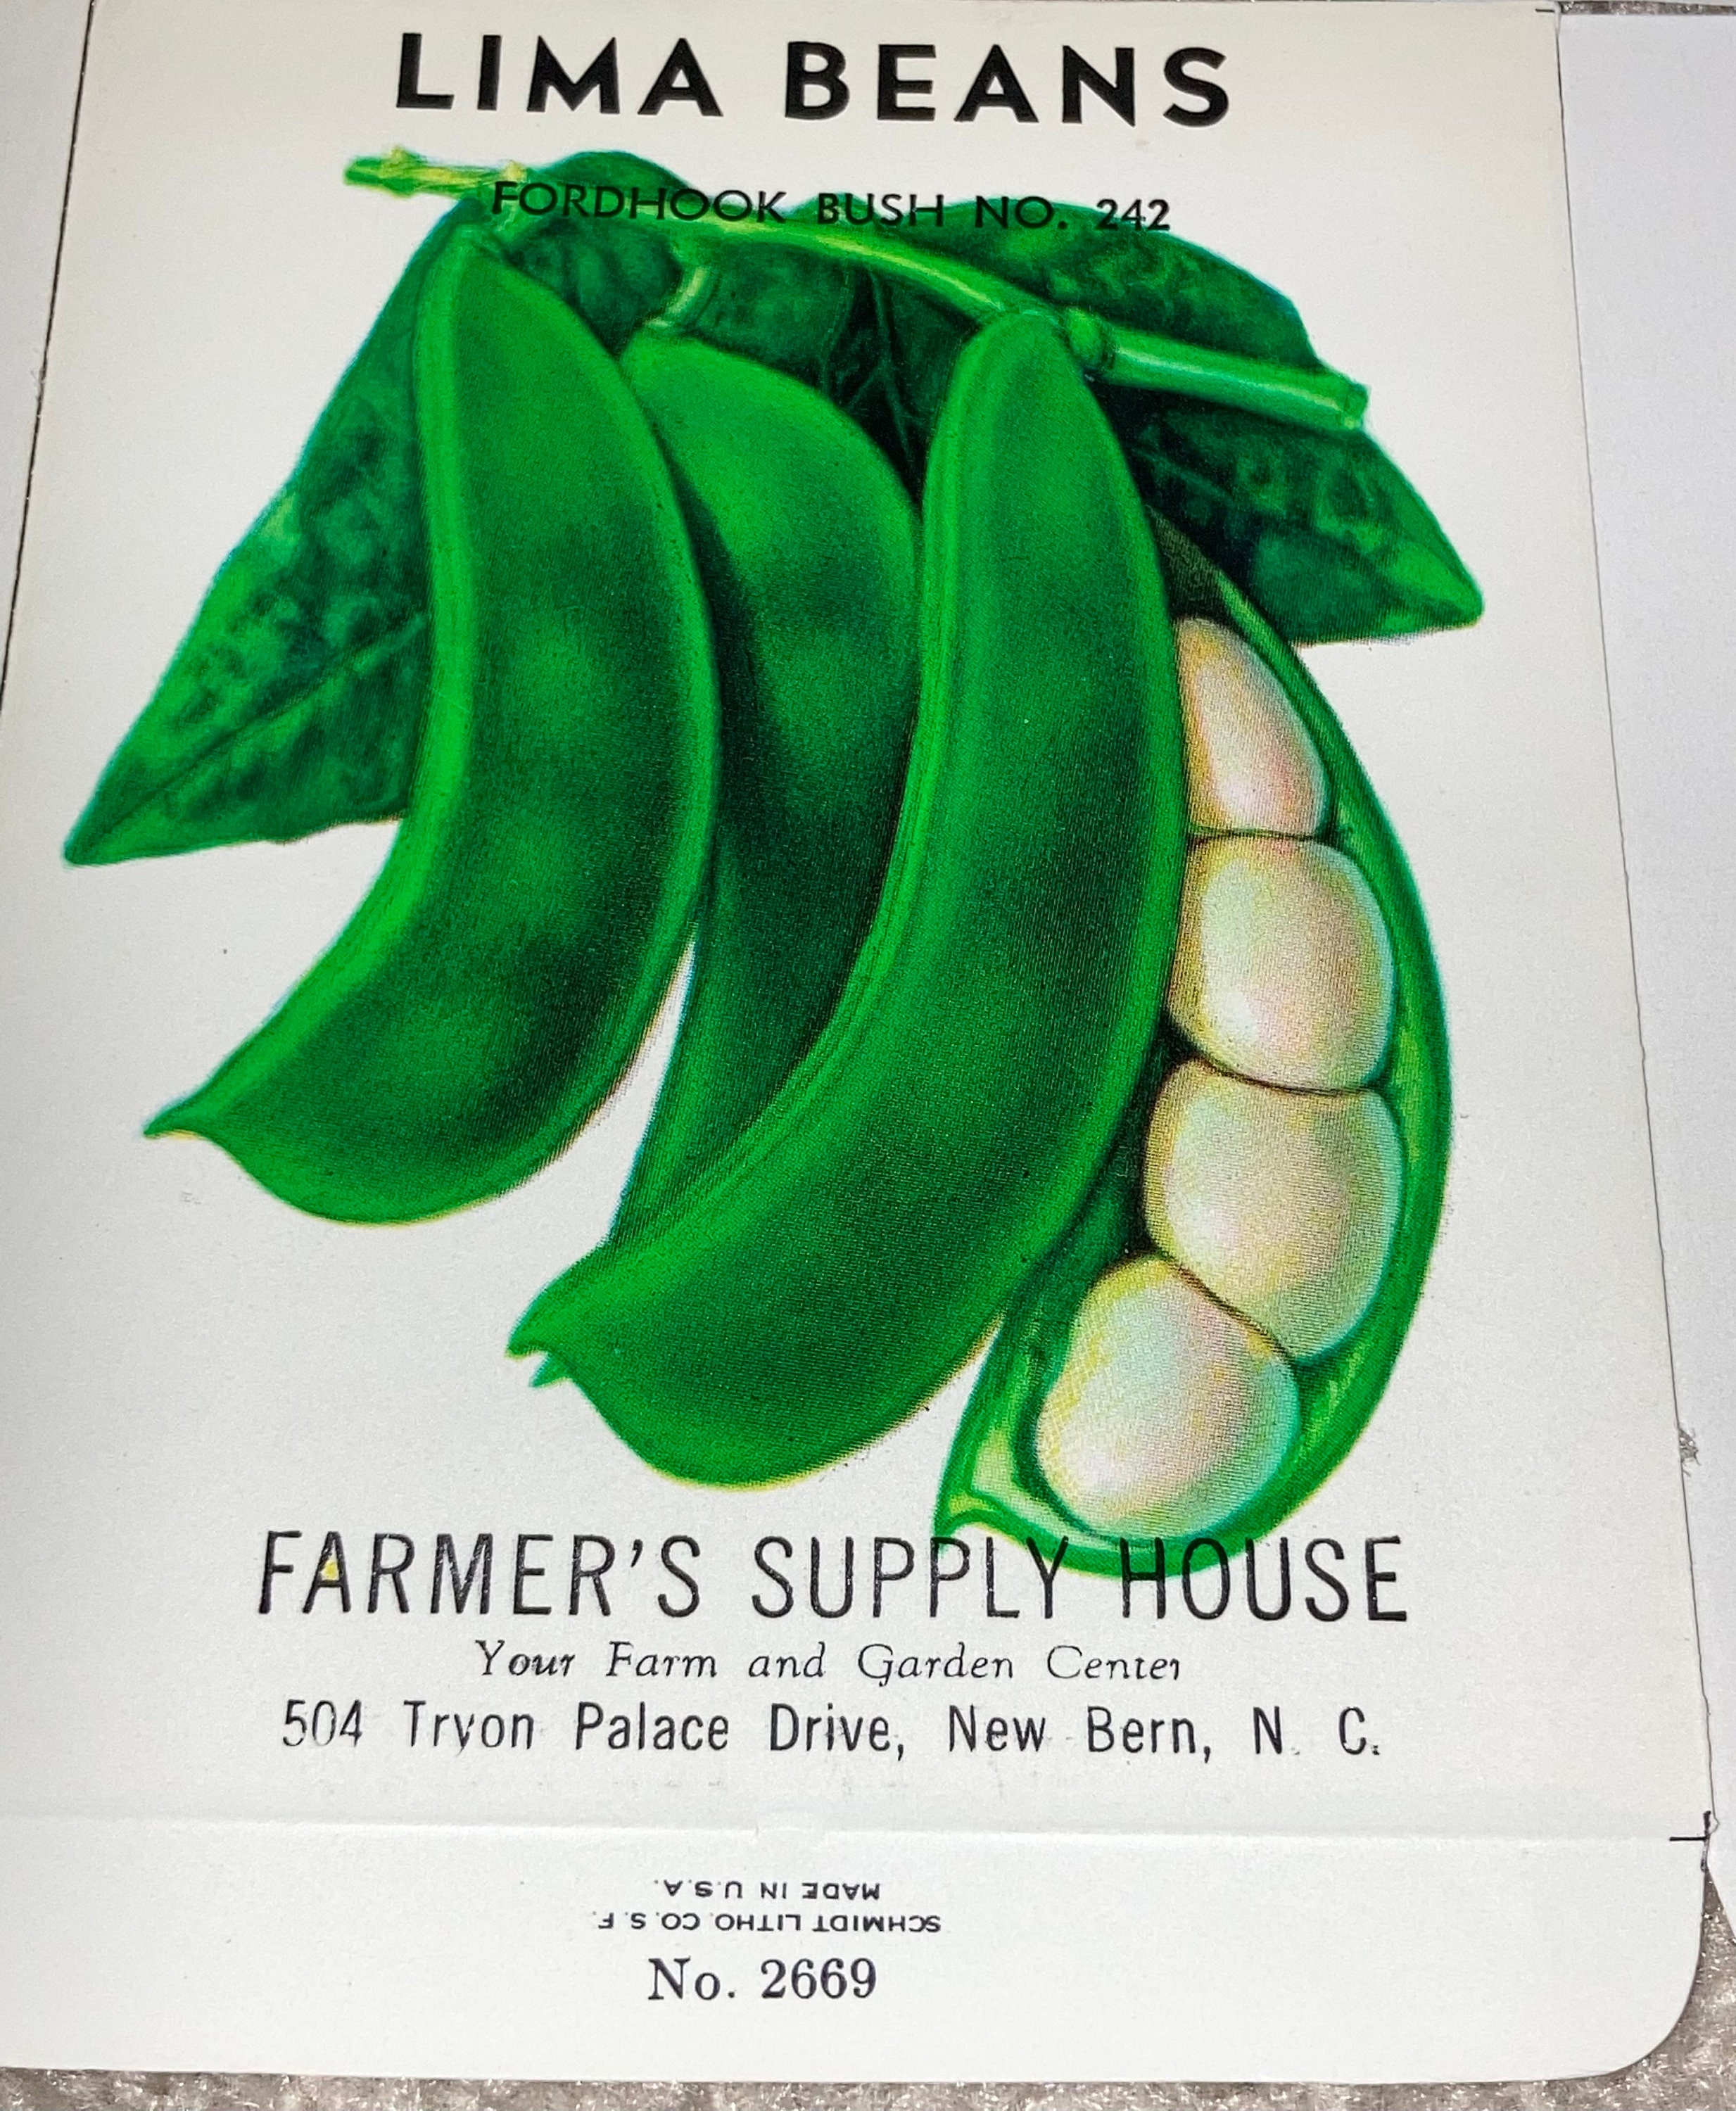 LIMA BEANS
FORDHOOK BUSH NO. 242
FARMER'S SUPPLY HOUSE
Your Farm and Garden Center
504 Tryon Palace Drive, New Bern, N. C.
SCHMIDT LITHO. CO. S. F.
MADE IN U.S.A.
No. 2669